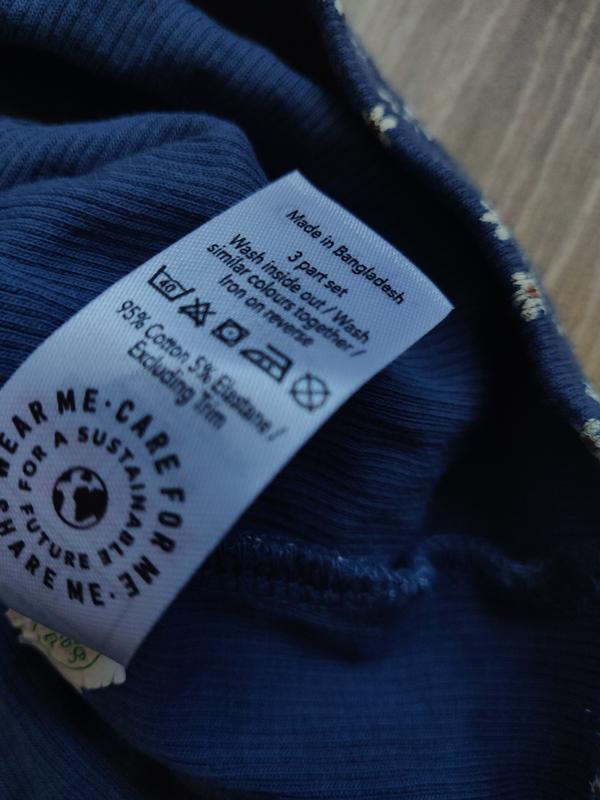 Made in Bangladesh
3 part set
Wash inside out / Wash
similar colours together /
Iron on reverse
40
95% Cotton 5% Elastane /
Excluding Trim
WEAR ME · CARE FOR ME · SHARE ME ·
FOR A SUSTAINABLE FUTURE